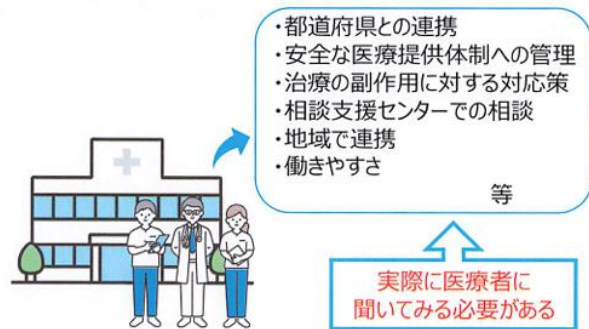 ・都道府県との連携
・安全な医療提供体制への管理
・治療の副作用に対する対応策
・相談支援センターでの相談
・地域で連携
・働きやすさ
等
実際に医療者に
聞いてみる必要がある